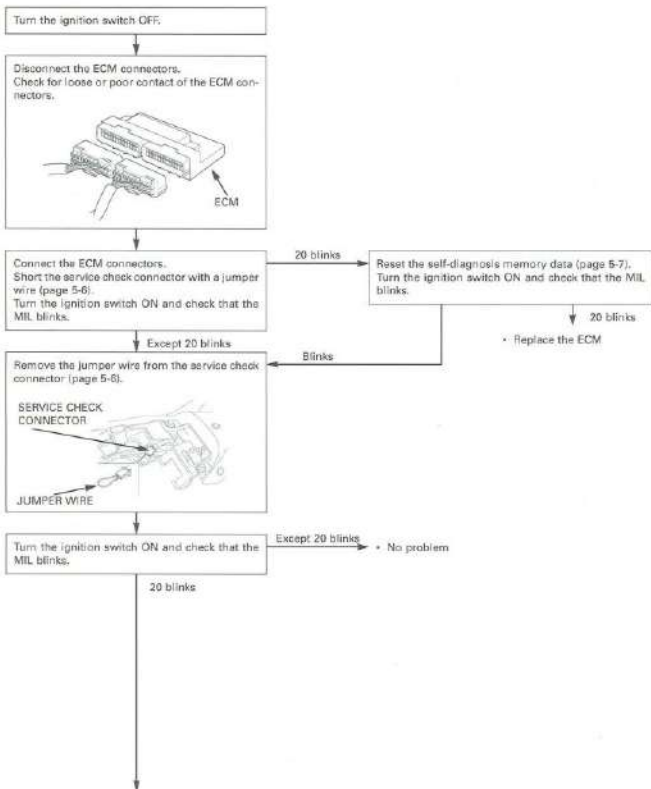 Turn the ignition switch OFF.
Disconnect the ECM connectors.
Check for loose or poor contact of the ECM con-
nectors.
ECM
Connect the ECM connectors.
Short the service check connector with a jumper
wire (page 5-6).
Turn the ignition switch ON and check that the
MIL blinks.
20 blinks
Reset the self-diagnosis memory data (page 5-7).
Turn the ignition switch ON and check that the MIL
blinks.
20 blinks
• Replace the ECM
Except 20 blinks
Blinks
Remove the jumper wire from the service check
connector (page 5-6).
SERVICE CHECK
CONNECTOR
JUMPER WIRE
Turn the ignition switch ON and check that the
MIL blinks.
Except 20 blinks
• No problem
20 blinks